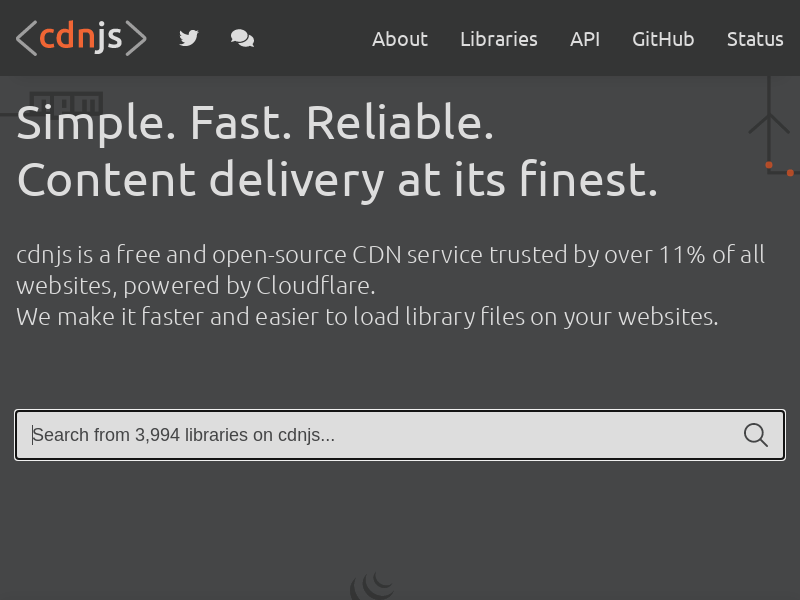 <cdnjs>
About Libraries API GitHub Status
npm
Simple. Fast. Reliable.
Content delivery at its finest.
cdnjs is a free and open-source CDN service trusted by over 11% of all
websites, powered by Cloudflare.
We make it faster and easier to load library files on your websites.
Search from 3,994 libraries on cdnjs...